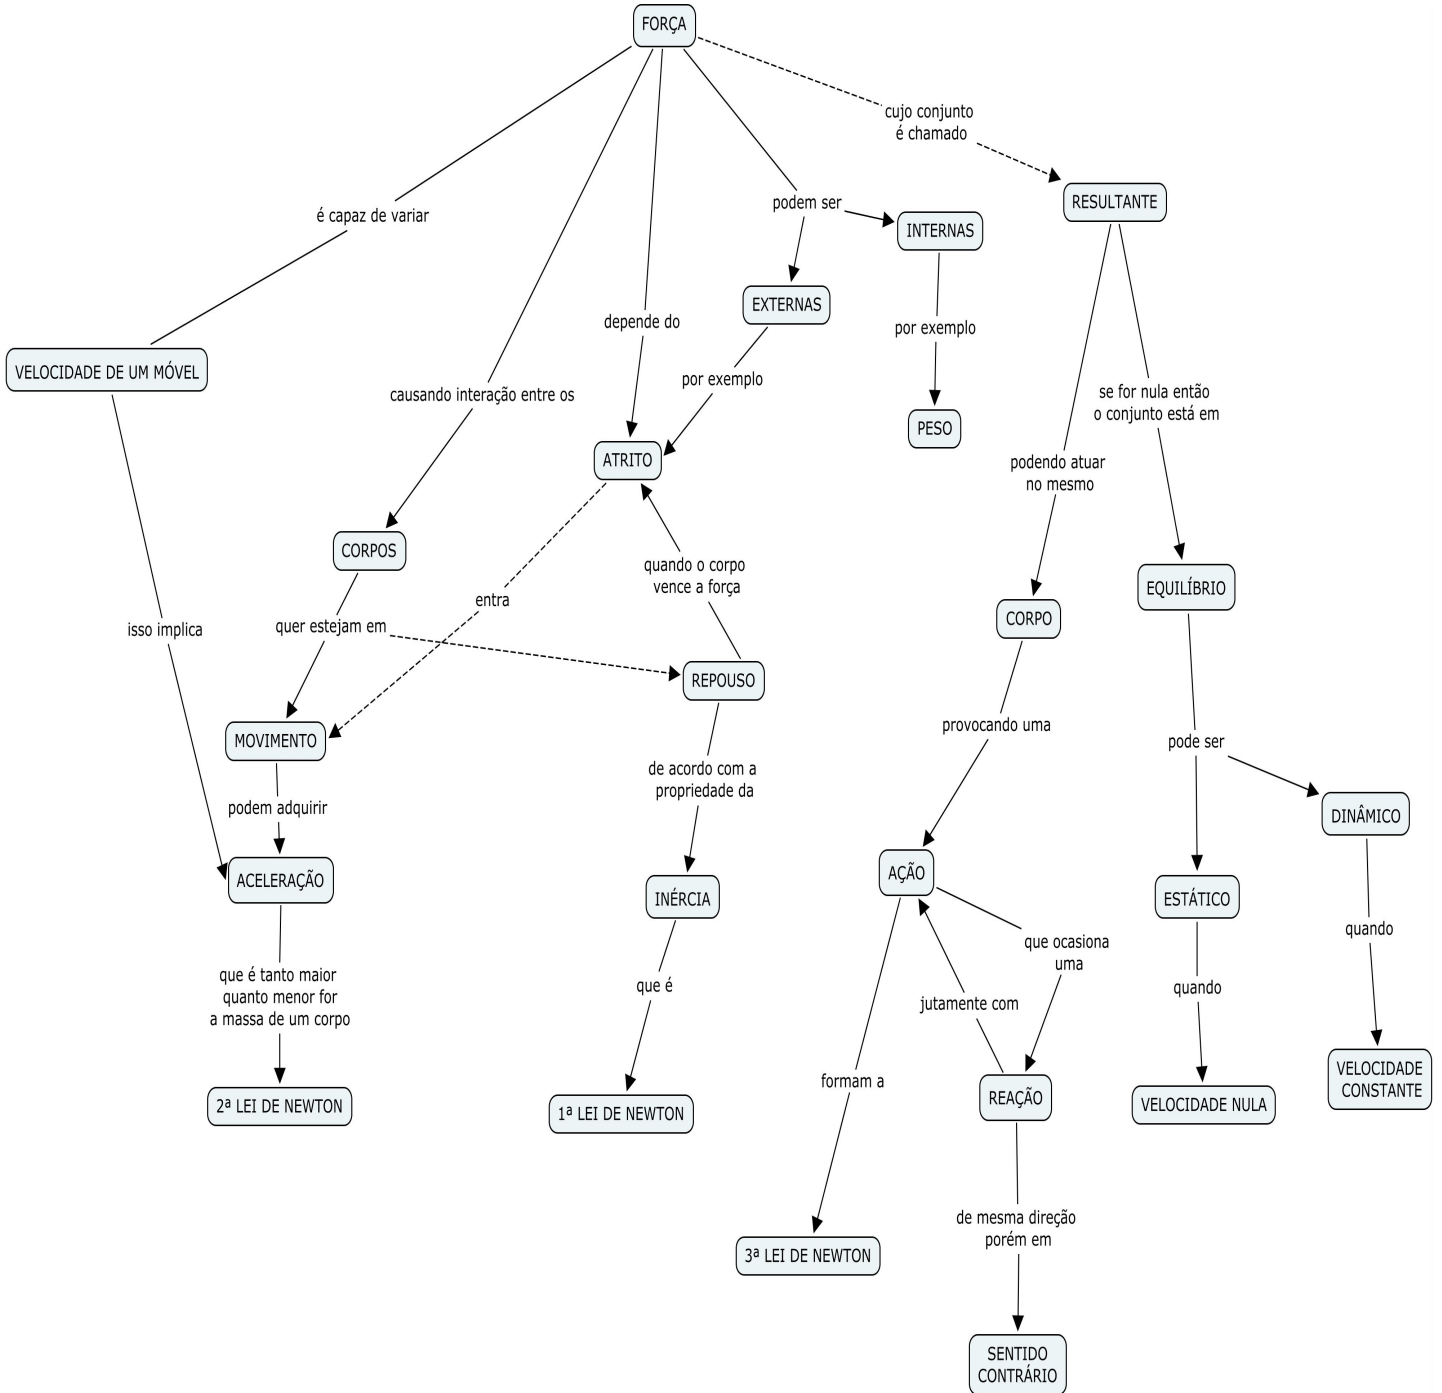 FORÇA
cujo conjunto
é chamado
RESULTANTE
podem ser
INTERNAS
é capaz de variar
EXTERNAS
depende do
por exemplo
VELOCIDADE DE UM MÓVEL
por exemplo
causando interação entre os
se for nula então
o conjunto está em
PESO
ATRITO
podendo atuar
no mesmo
CORPOS
quando o corpo
vence a força
EQUILÍBRIO
entra
CORPO
isso implica
quer estejam em
REPOUSO
provocando uma
MOVIMENTO
pode ser
de acordo com a
propriedade da
podem adquirir
DINÂMICO
AÇÃO
ACELERAÇÃO
INÉRCIA
ESTÁTICO
quando
que ocasiona
uma
que é tanto maior
quanto menor for
a massa de um corpo
que é
quando
jutamente com
VELOCIDADE
CONSTANTE
formam a
REAÇÃO
2ª LEI DE NEWTON
1ª LEI DE NEWTON
VELOCIDADE NULA
de mesma direção
porém em
3ª LEI DE NEWTON
SENTIDO
CONTRÁRIO